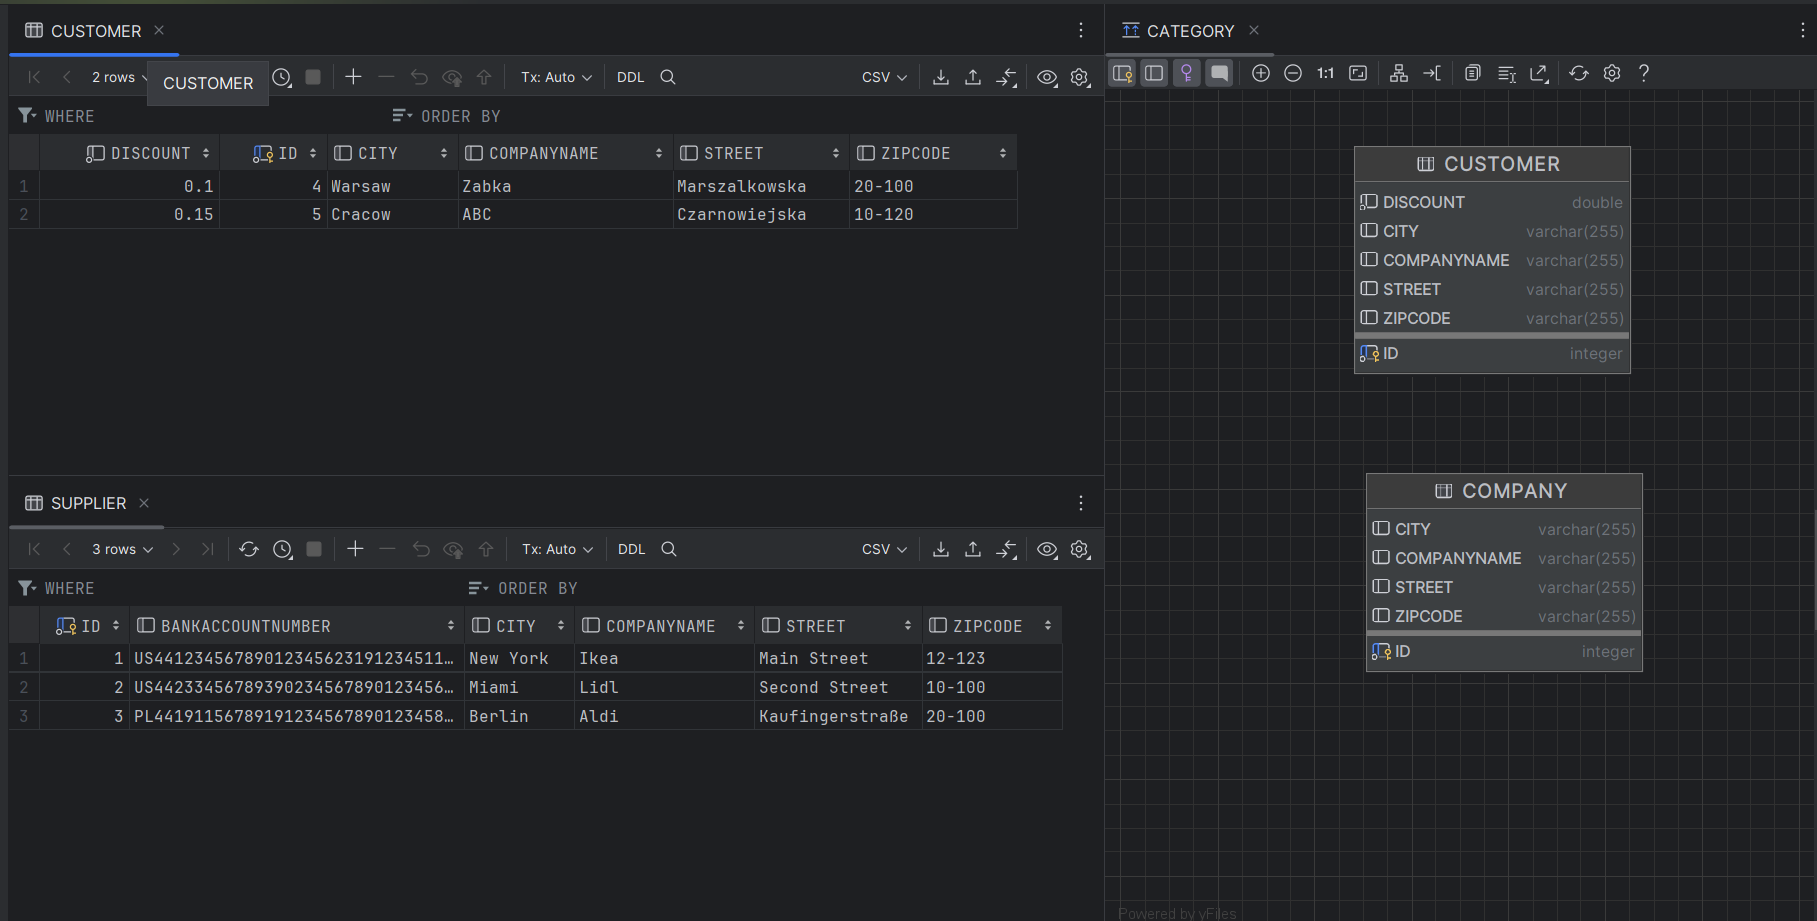 CUSTOMER
2 rows
CUSTOMER
Tx: Auto
DDL
CSV
WHERE
ORDER BY
DISCOUNT ID CITY COMPANYNAME STREET ZIPCODE
1 0.1 4 Warsaw Zabka Marszalkowska 20-100
2 0.15 5 Cracow ABC Czarnowiejska 10-120
SUPPLIER
3 rows
Tx: Auto
DDL
CSV
WHERE
ORDER BY
ID BANKACCOUNTNUMBER CITY COMPANYNAME STREET ZIPCODE
1 1 US44123456789012345623191234511… New York Ikea Main Street 12-123
2 2 US44233456789390234567890123456… Miami Lidl Second Street 10-100
3 3 PL44191156789191234567890123458… Berlin Aldi Kaufingerstraße 20-100
CATEGORY
1:1
CUSTOMER
DISCOUNT double
CITY varchar(255)
COMPANYNAME varchar(255)
STREET varchar(255)
ZIPCODE varchar(255)
ID integer
COMPANY
CITY varchar(255)
COMPANYNAME varchar(255)
STREET varchar(255)
ZIPCODE varchar(255)
ID integer
Powered by yFiles